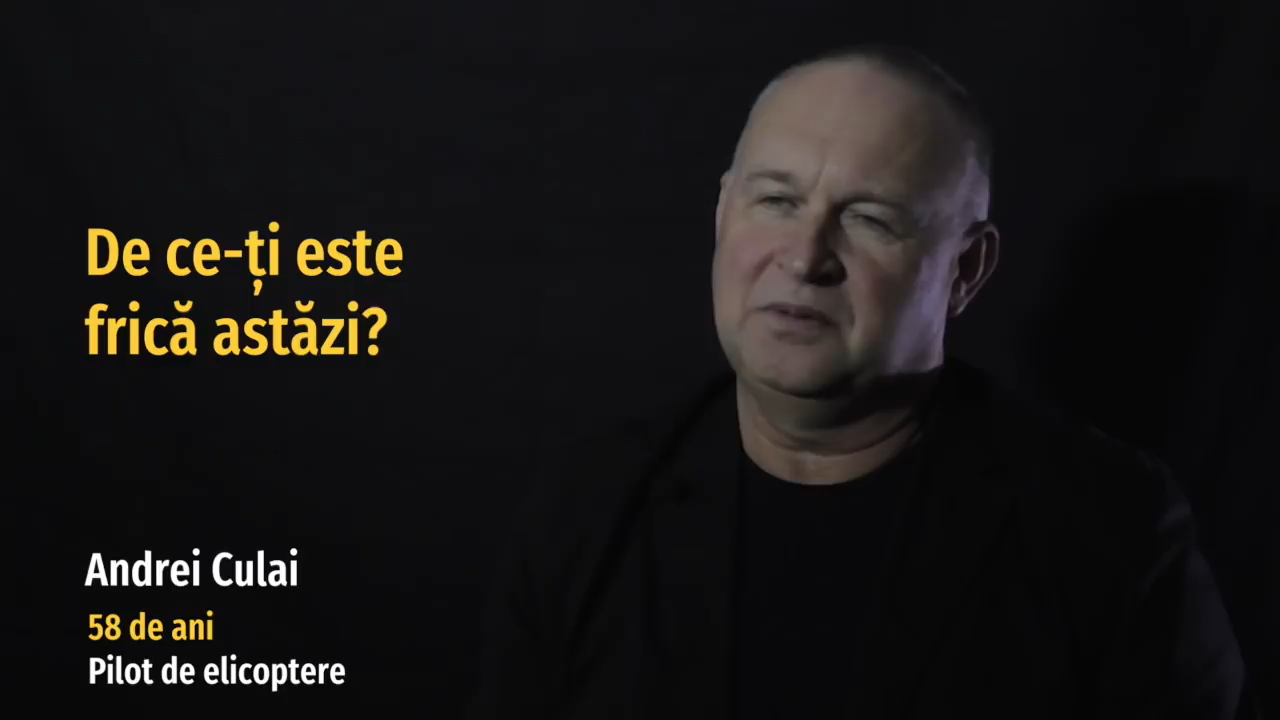 De ce-ți este
frică astăzi?
Andrei Culai
58 de ani
Pilot de elicoptere